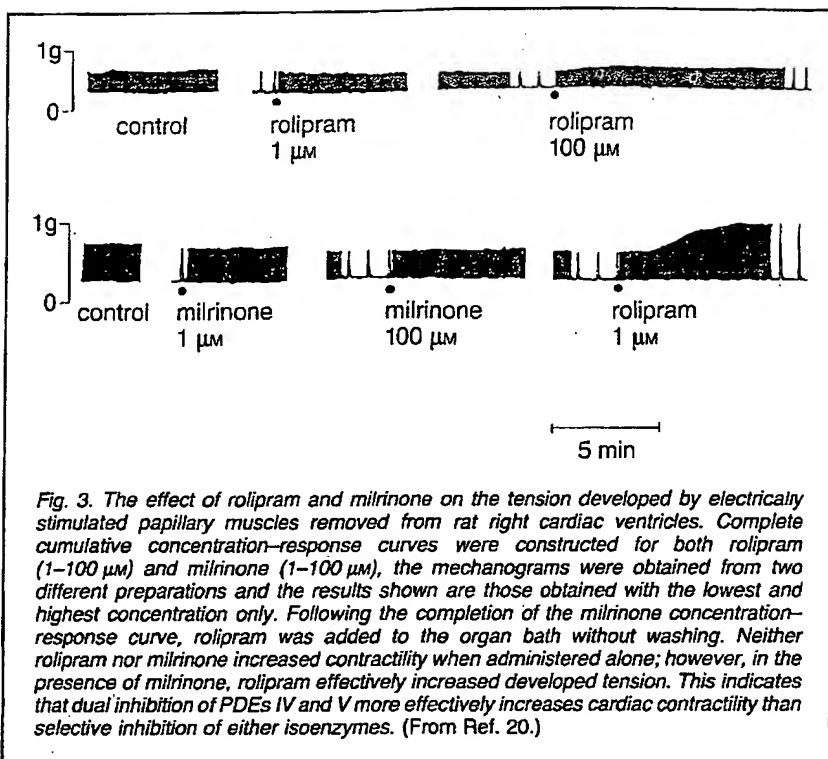 1g
0
control
rolipram
1 µM
rolipram
100 µM
1g
0
control
milrinone
1 µM
milrinone
100 µM
rolipram
1 µM
5 min
Fig. 3. The effect of rolipram and milrinone on the tension developed by electrically
stimulated papillary muscles removed from rat right cardiac ventricles. Complete
cumulative concentration–response curves were constructed for both rolipram
(1–100 µM) and milrinone (1–100 µM), the mechanograms were obtained from two
different preparations and the results shown are those obtained with the lowest and
highest concentration only. Following the completion of the milrinone concentration–
response curve, rolipram was added to the organ bath without washing. Neither
rolipram nor milrinone increased contractility when administered alone; however, in the
presence of milrinone, rolipram effectively increased developed tension. This indicates
that dual inhibition of PDEs IV and V more effectively increases cardiac contractility than
selective inhibition of either isoenzymes. (From Ref. 20.)